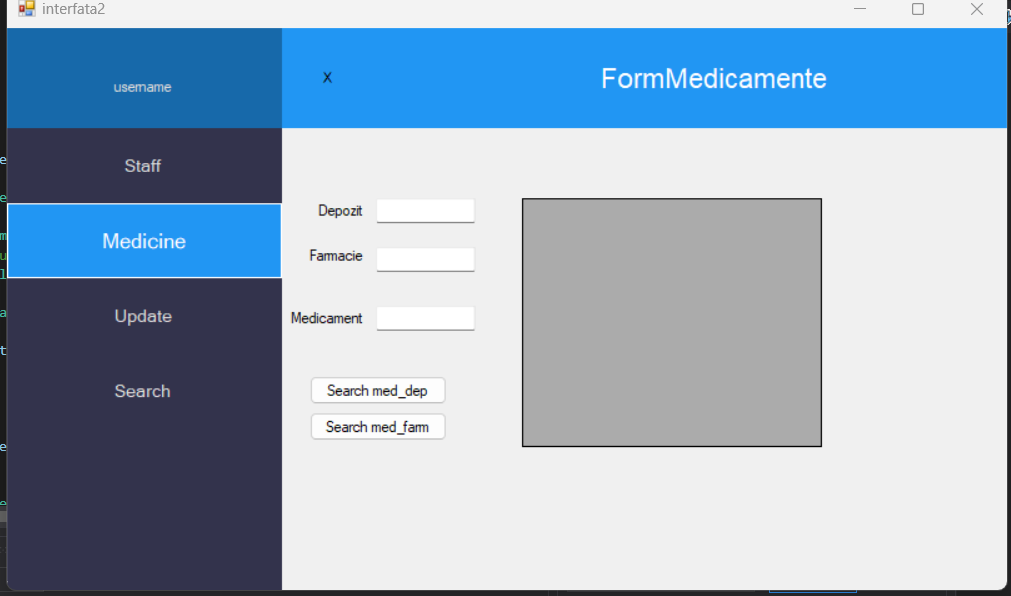 interfata2
username
X
FormMedicamente
Staff
Medicine
Update
Search
Depozit
Farmacie
Medicament
Search med_dep
Search med_farm